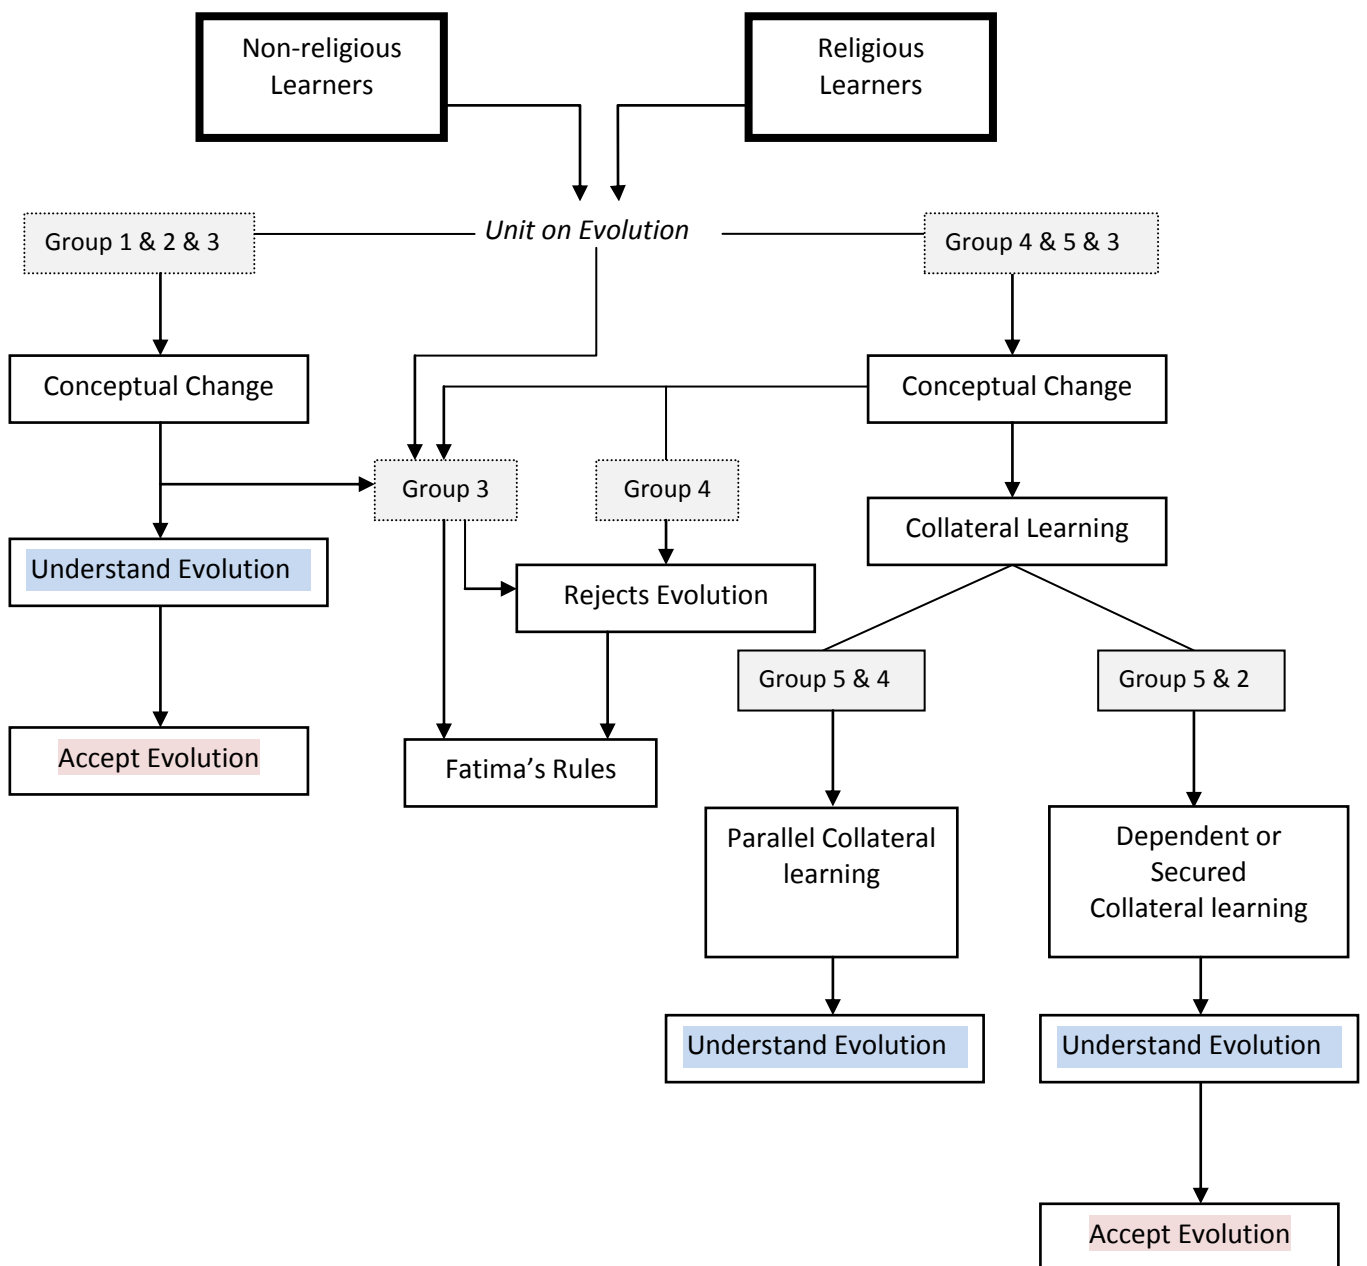 Non-religious
Learners
Religious
Learners
Unit on Evolution
Group 1 & 2 & 3
Group 4 & 5 & 3
Conceptual Change
Conceptual Change
Group 3
Group 4
Collateral Learning
Understand Evolution
Rejects Evolution
Group 5 & 4
Group 5 & 2
Accept Evolution
Fatima’s Rules
Parallel Collateral
learning
Dependent or
Secured
Collateral learning
Understand Evolution
Understand Evolution
Accept Evolution